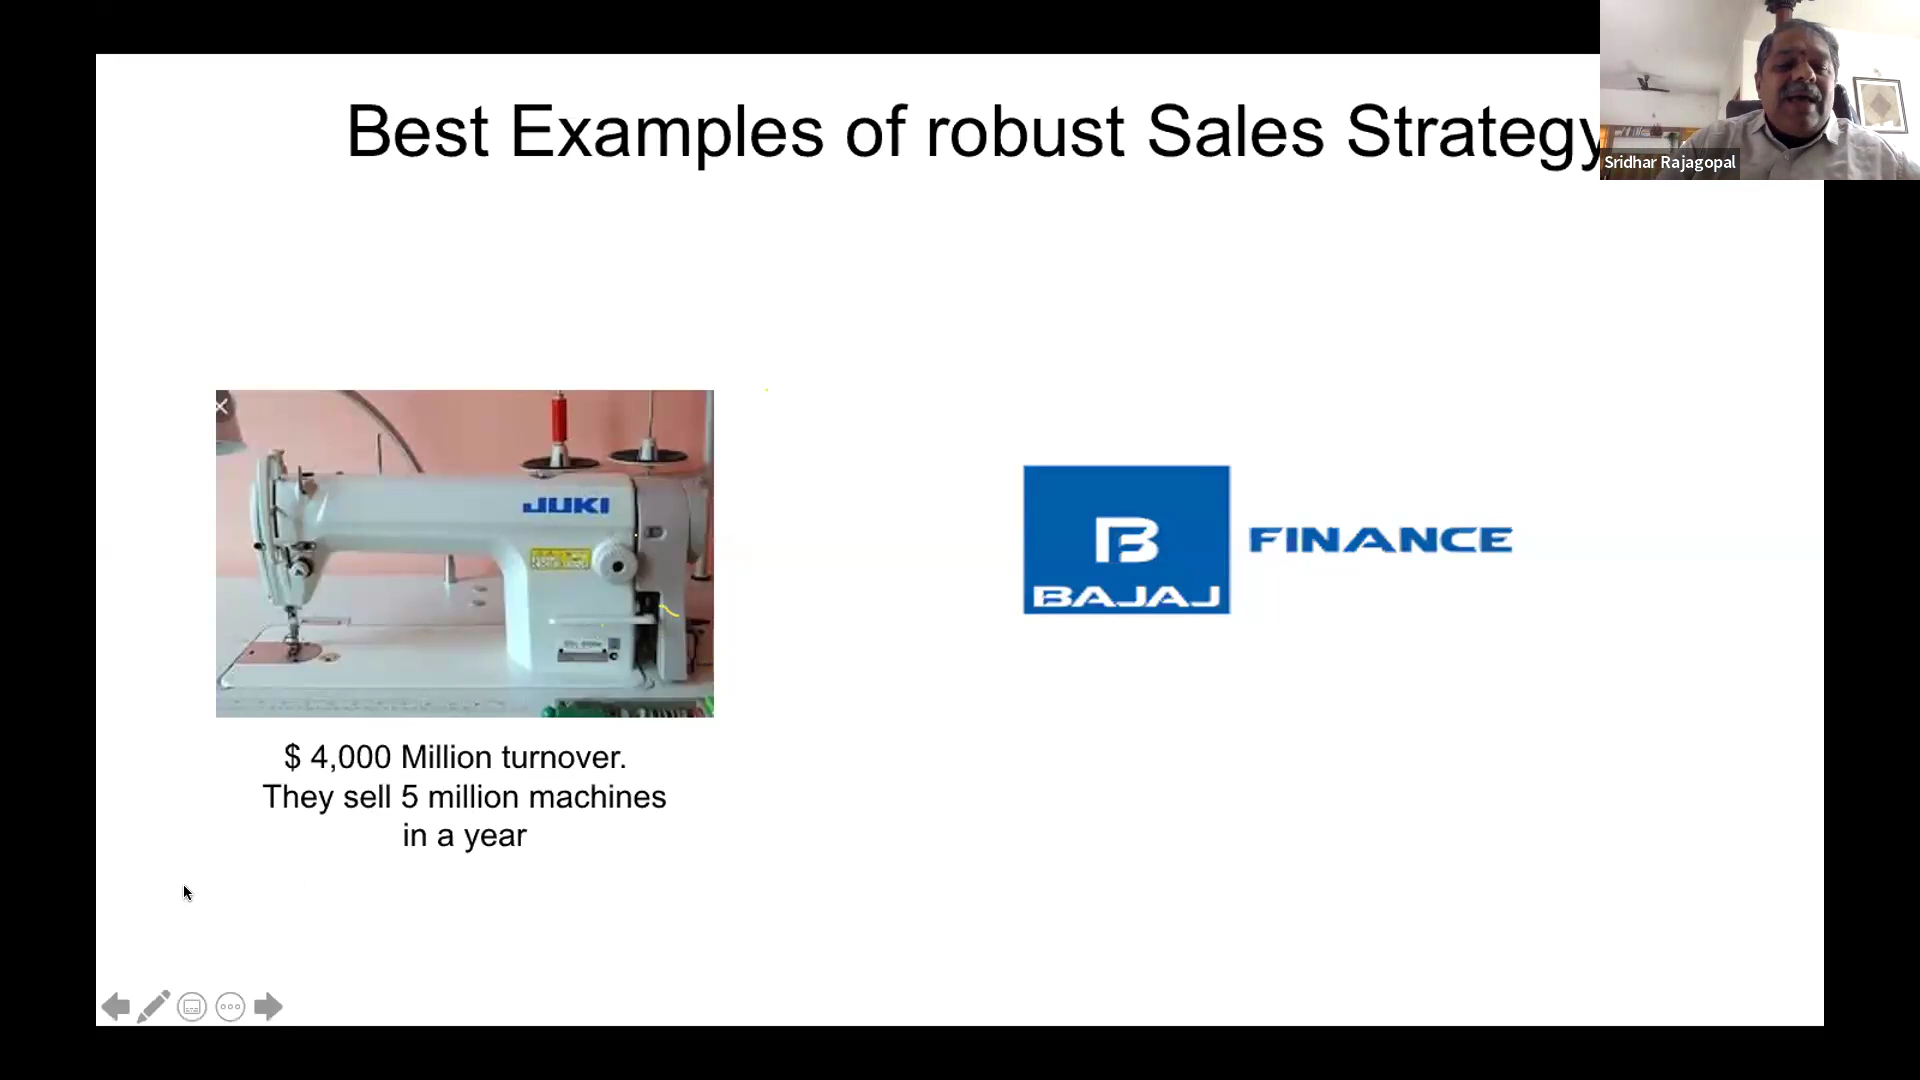 Best Examples of robust Sales Strategy
Sridhar Rajagopal
JUKI
B
BAJAJ
FINANCE
$ 4,000 Million turnover.
They sell 5 million machines
in a year